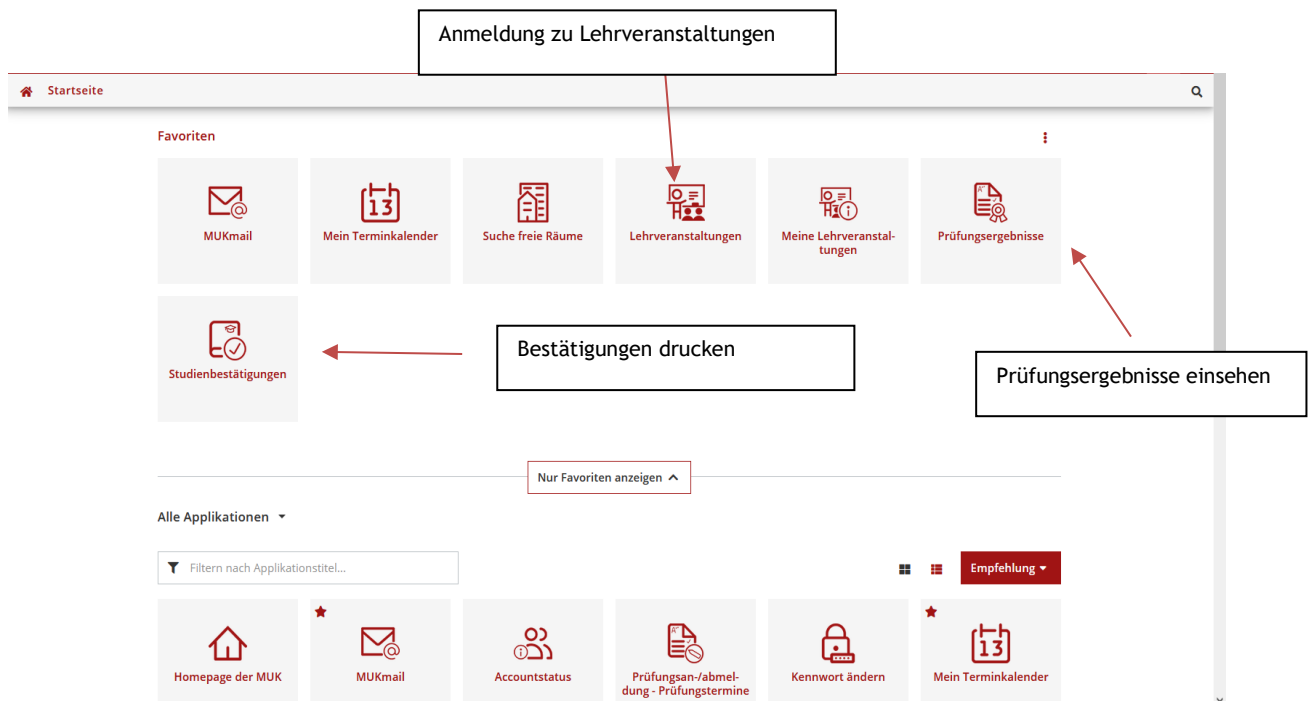 Anmeldung zu Lehrveranstaltungen
Startseite
Favoriten
MUKmail
Mein Terminkalender
Suche freie Räume
Lehrveranstaltungen
Meine Lehrveranstal-
tungen
Prüfungsergebnisse
Studienbestätigungen
Bestätigungen drucken
Prüfungsergebnisse einsehen
Nur Favoriten anzeigen
Alle Applikationen
Filtern nach Applikationstitel...
Empfehlung
Homepage der MUK
MUKmail
Accountstatus
Prüfungsan-/abmel-
dung - Prüfungstermine
Kennwort ändern
Mein Terminkalender